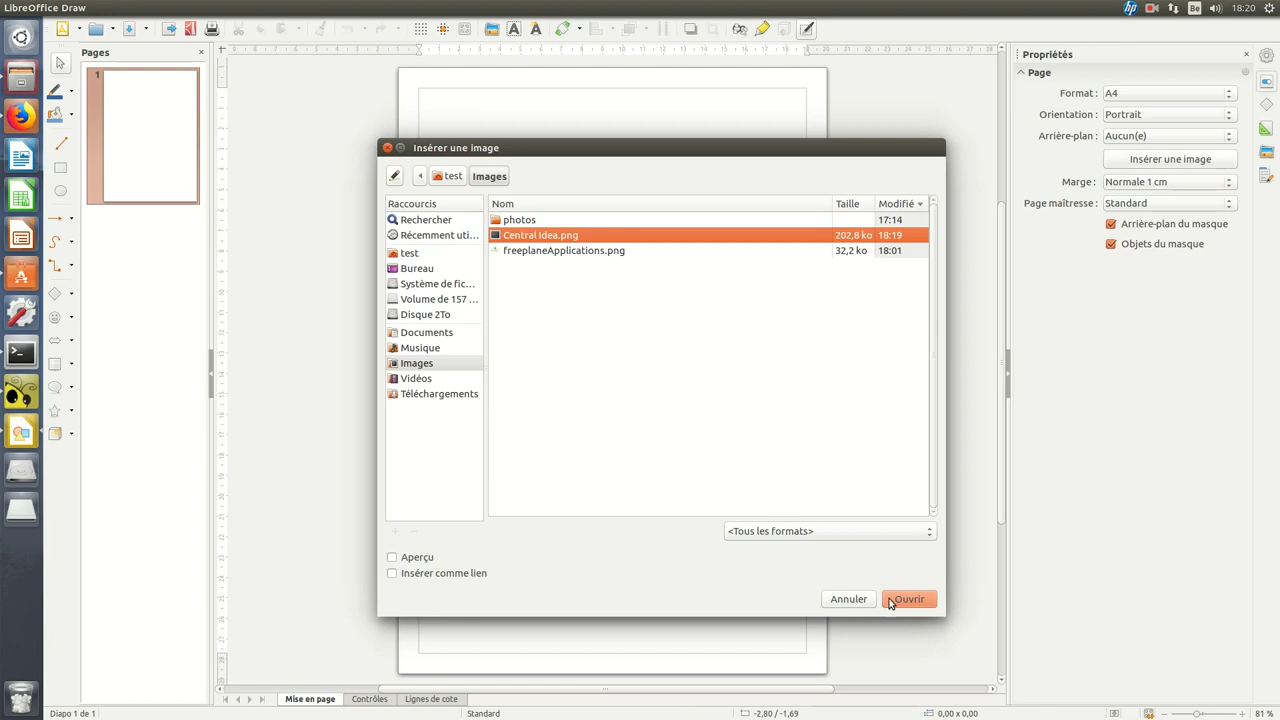 LibreOffice Draw
Be
18:20
Pages
1
Insérer une image
test
Images
Raccourcis
Rechercher
Récemment uti...
test
Bureau
Système de fic...
Volume de 157 ...
Disque 2To
Documents
Musique
Images
Vidéos
Téléchargements
Nom
Taille
Modifié
photos
17:14
Central Idea.png
202,8 ko
18:19
freeplaneApplications.png
32,2 ko
18:01
<Tous les formats>
Aperçu
Insérer comme lien
Annuler
Ouvrir
Propriétés
Page
Format: A4
Orientation: Portrait
Arrière-plan: Aucun(e)
Insérer une image
Marge: Normale 1 cm
Page maîtresse: Standard
Arrière-plan du masque
Objets du masque
Mise en page
Contrôles
Lignes de cote
Diapo 1 de 1
Standard
-2,80 / -1,69
0,00 x 0,00
81 %